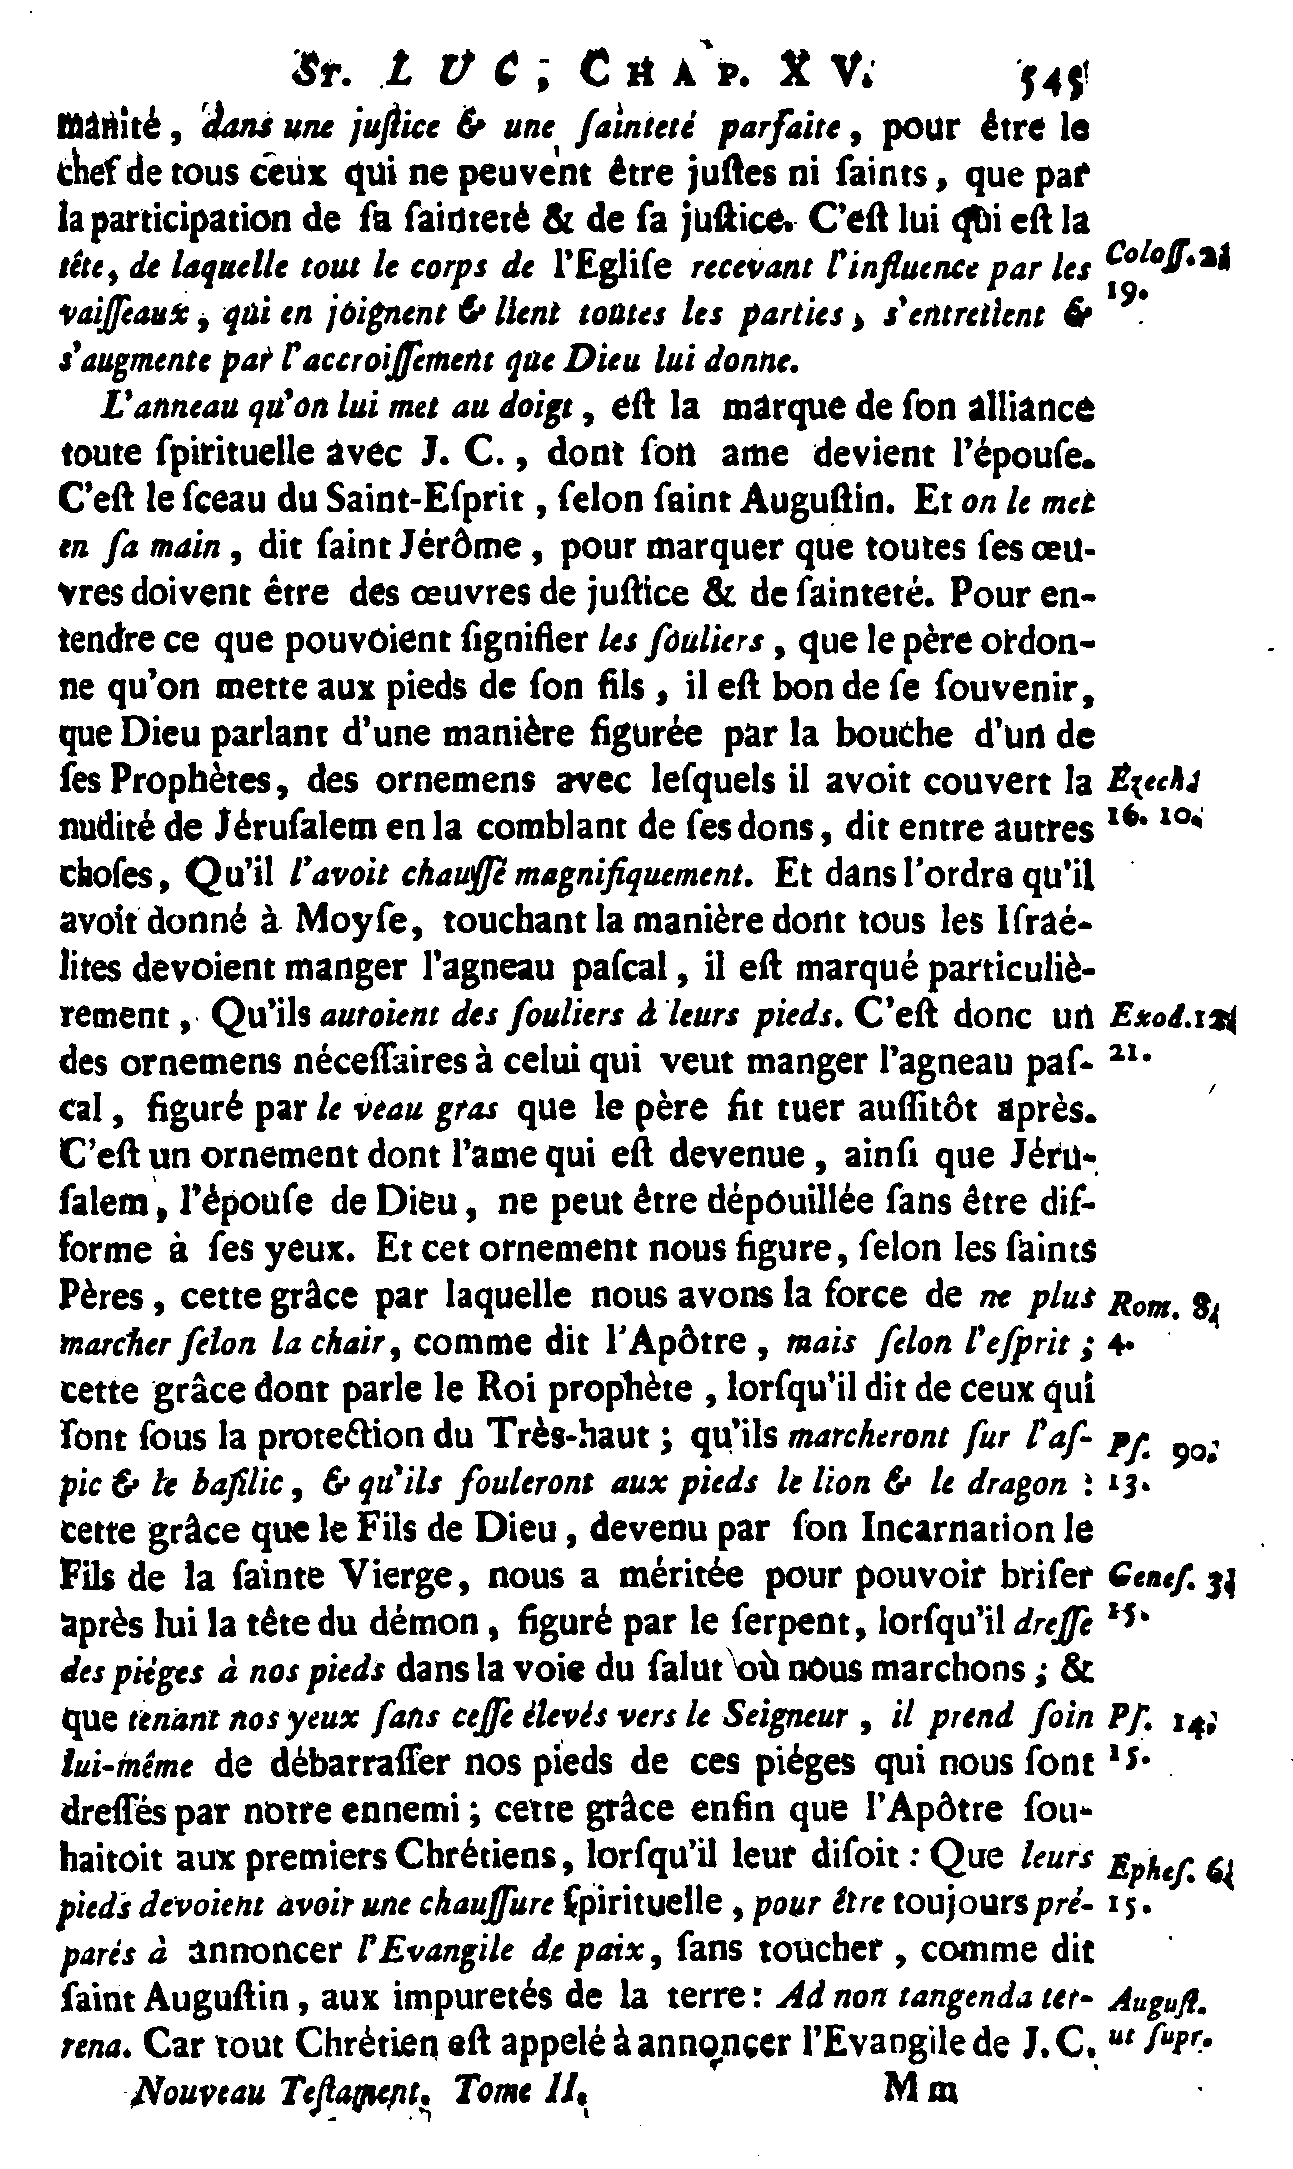 St. LUC, CHAP. XV. 545
manité, dans une juſtice & une ſainteté parfaite, pour être le
chef de tous ceux qui ne peuvent être juſtes ni ſaints, que par
la participation de ſa ſainteté & de ſa juſtice. C'eſt lui qui eſt la
tête, de laquelle tout le corps de l'Egliſe recevant l'influence par les
Coloſſ. 2.
vaiſſeaux, qui en joignent & lient toutes les parties, s'entretient &
19.
s'augmente par l'accroiſſement que Dieu lui donne.
L'anneau qu'on lui met au doigt, eſt la marque de ſon alliance
toute ſpirituelle avec J. C., dont ſon ame devient l'épouſe.
C'eſt le ſceau du Saint-Eſprit, ſelon ſaint Auguſtin. Et on le met
en ſa main, dit ſaint Jérôme, pour marquer que toutes ſes œu-
vres doivent être des œuvres de juſtice & de ſainteté. Pour en-
tendre ce que pouvoient ſignifier les ſouliers, que le père ordon-
ne qu'on mette aux pieds de ſon fils, il eſt bon de ſe ſouvenir,
que Dieu parlant d'une manière figurée par la bouche d'un de
ſes Prophètes, des ornemens avec leſquels il avoit couvert la
Ezech.
nudité de Jéruſalem en la comblant de ſes dons, dit entre autres
16. 10.
choſes, Qu'il l'avoit chauſſé magnifiquement. Et dans l'ordre qu'il
avoit donné à Moyſe, touchant la manière dont tous les Iſraé-
lites devoient manger l'agneau paſcal, il eſt marqué particuliè-
rement, Qu'ils auroient des ſouliers à leurs pieds. C'eſt donc un
Exod. 12.
des ornemens néceſſaires à celui qui veut manger l'agneau paſ-
21.
cal, figuré par le veau gras que le père fit tuer auſſitôt après.
C'eſt un ornement dont l'ame qui eſt devenue, ainſi que Jéru-
ſalem, l'épouſe de Dieu, ne peut être dépouillée ſans être dif-
forme à ſes yeux. Et cet ornement nous figure, ſelon les ſaints
Pères, cette grâce par laquelle nous avons la force de ne plus
Rom. 8.
marcher ſelon la chair, comme dit l'Apôtre, mais ſelon l'eſprit;
4.
cette grâce dont parle le Roi prophète, lorſqu'il dit de ceux qui
ſont ſous la protection du Très-haut; qu'ils marcheront ſur l'aſ-
Pſ. 90.
pic & le baſilic, & qu'ils fouleront aux pieds le lion & le dragon:
13.
cette grâce que le Fils de Dieu, devenu par ſon Incarnation le
Fils de la ſainte Vierge, nous a méritée pour pouvoir briſer
Geneſ. 3.
après lui la tête du démon, figuré par le ſerpent, lorſqu'il dreſſe
15.
des piéges à nos pieds dans la voie du ſalut où nous marchons; &
que tenant nos yeux ſans ceſſe élevés vers le Seigneur, il prend ſoin
Pſ. 14.
lui-même de débarraſſer nos pieds de ces piéges qui nous ſont
15.
dreſſés par notre ennemi; cette grâce enfin que l'Apôtre ſou-
haitoit aux premiers Chrétiens, lorſqu'il leur diſoit: Que leurs
Epheſ. 6.
pieds devoient avoir une chauſſure ſpirituelle, pour être toujours pré-
15.
parés à annoncer l'Evangile de paix, ſans toucher, comme dit
ſaint Auguſtin, aux impuretés de la terre: Ad non tangenda ter-
Auguſt.
rena. Car tout Chrétien eſt appelé à annoncer l'Evangile de J. C.
ut ſupr.
Nouveau Teſtament. Tome II. Mm